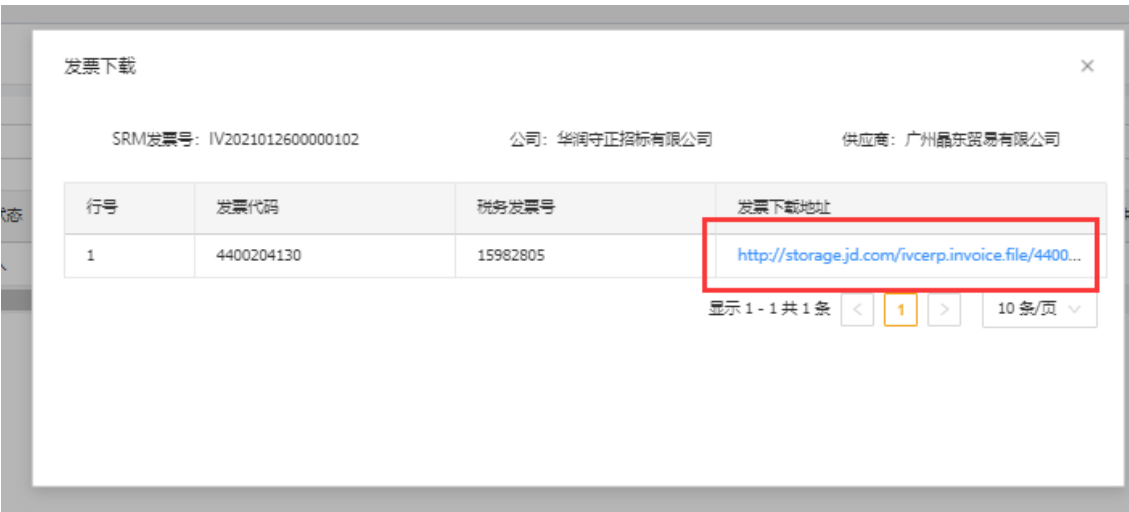 发票下载
SRM发票号：IV2021012600000102 公司：华润守正招标有限公司 供应商：广州晶东贸易有限公司
行号 发票代码 税务发票号 发票下载地址
1 4400204130 15982805 http://storage.jd.com/ivcerp.invoice.file/4400...
显示 1 - 1 共 1 条 < 1 > 10 条/页